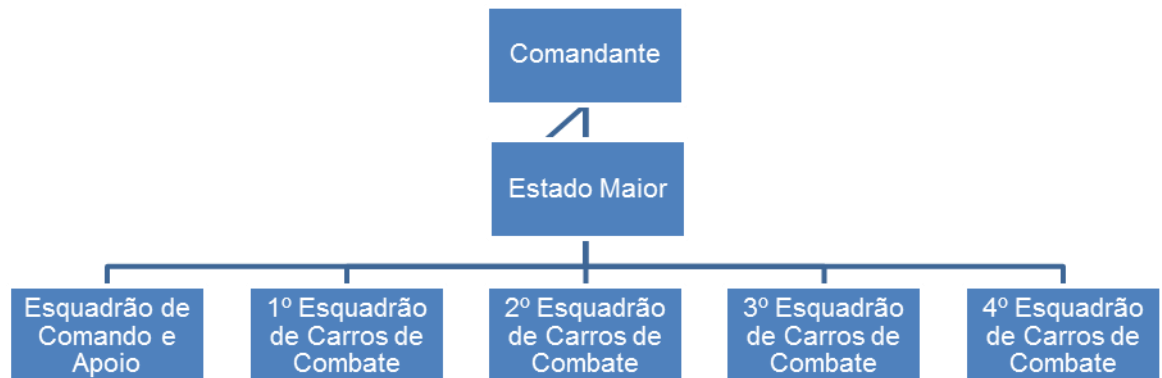 Comandante
Estado Maior
Esquadrão de
Comando e
Apoio
1º Esquadrão
de Carros de
Combate
2º Esquadrão
de Carros de
Combate
3º Esquadrão
de Carros de
Combate
4º Esquadrão
de Carros de
Combate